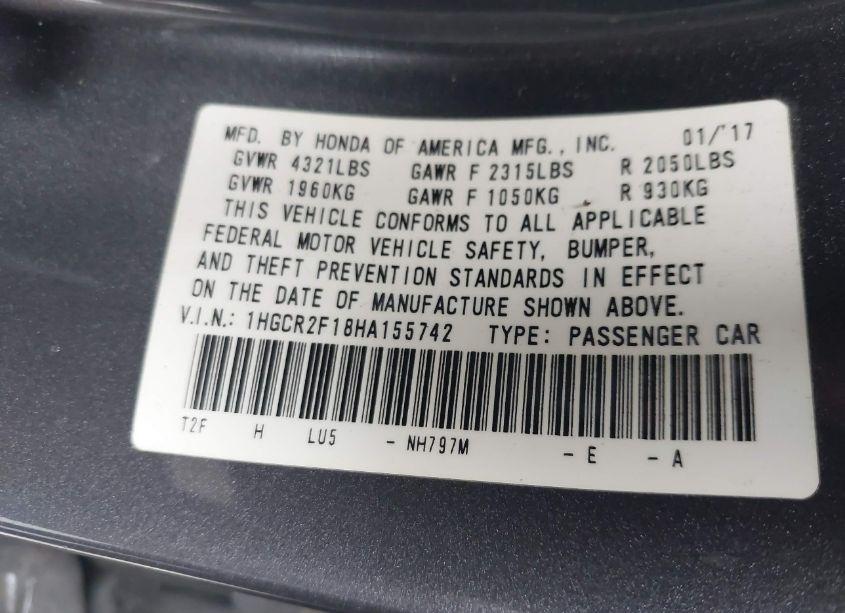 MFD. BY HONDA OF AMERICA MFG., INC. 01/'17
GVWR 4321LBS GAWR F 2315LBS R 2050LBS
GVWR 1960KG GAWR F 1050KG R 930KG
THIS VEHICLE CONFORMS TO ALL APPLICABLE
FEDERAL MOTOR VEHICLE SAFETY, BUMPER,
AND THEFT PREVENTION STANDARDS IN EFFECT
ON THE DATE OF MANUFACTURE SHOWN ABOVE.
V.I.N.: 1HGCR2F18HA155742 TYPE: PASSENGER CAR
T2F H LU5 - NH797M - E - A